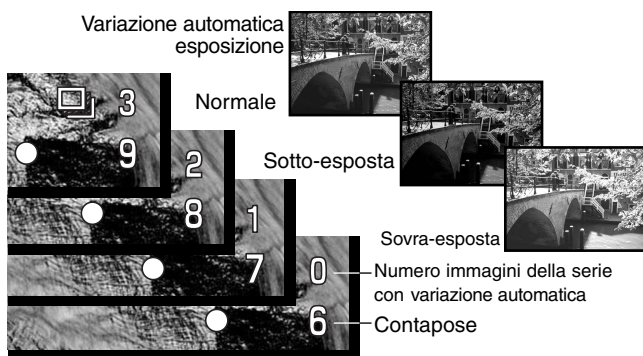 Variazione automatica
esposizione
Normale
Sotto-esposta
Sovra-esposta
3
9
2
8
1
7
0
6
Numero immagini della serie
con variazione automatica
Contapose